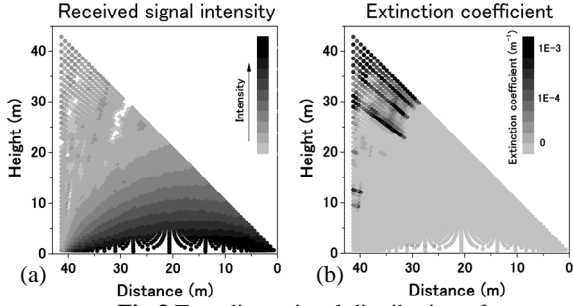 Received signal intensity
Intensity
Height (m)
40
30
20
10
0
40 30 20 10 0
Distance (m)
(a)
Extinction coefficient
Extinction coefficient (m⁻¹)
1E-3
1E-4
0
Height (m)
40
30
20
10
0
40 30 20 10 0
Distance (m)
(b)